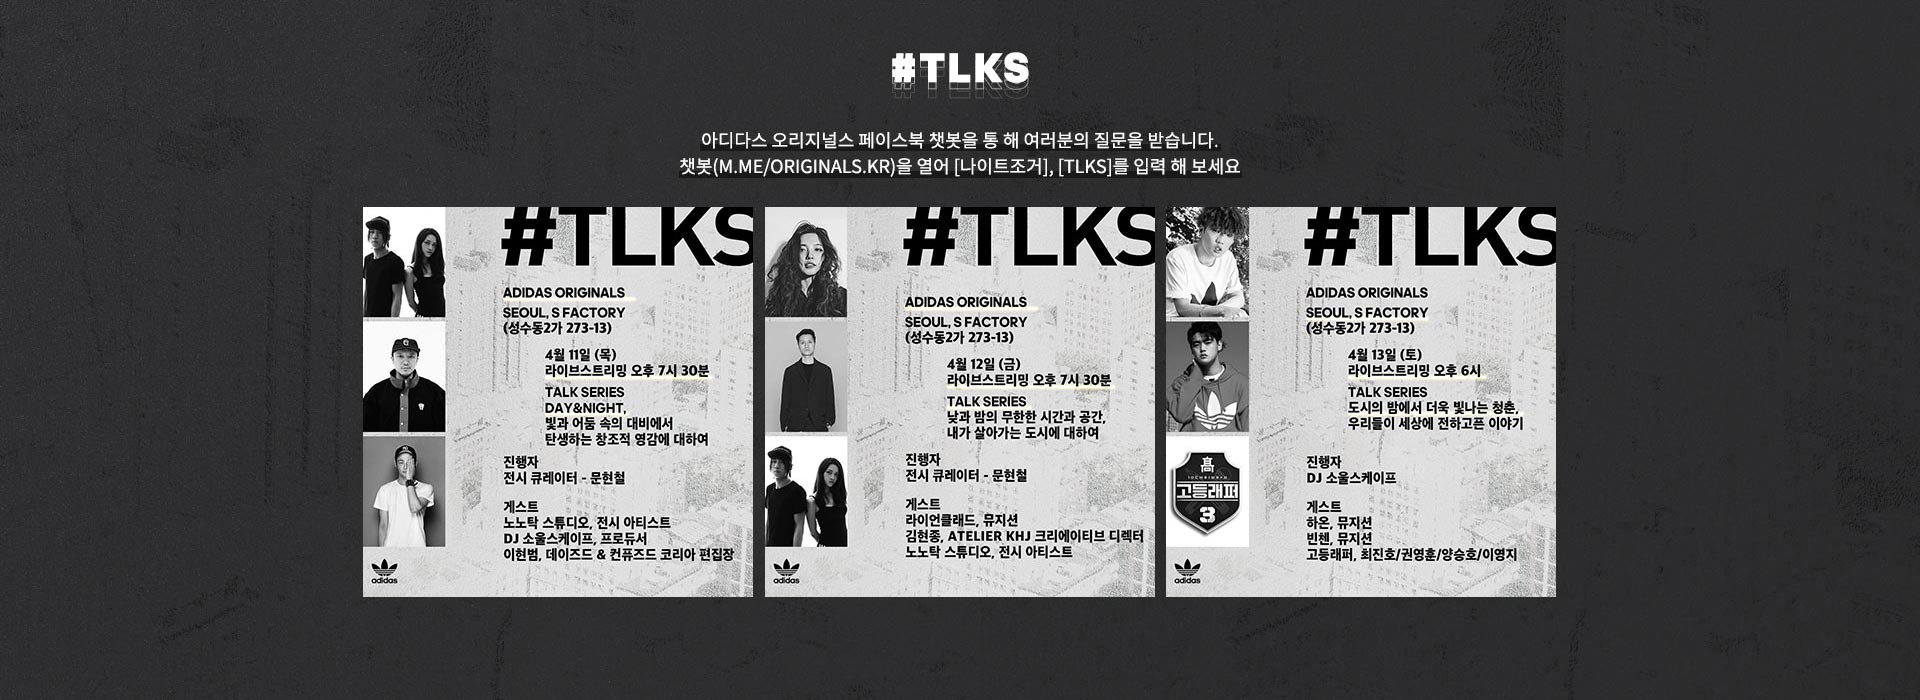 #TLKS
아디다스 오리지널스 페이스북 챗봇을 통 해 여러분의 질문을 받습니다.
챗봇(M.ME/ORIGINALS.KR)을 열어 [나이트조거], [TLKS]를 입력 해 보세요
#TLKS
ADIDAS ORIGINALS
SEOUL, S FACTORY
(성수동2가 273-13)
4월 11일 (목)
라이브스트리밍 오후 7시 30분
TALK SERIES
DAY&NIGHT,
빛과 어둠 속의 대비에서
탄생하는 창조적 영감에 대하여
진행자
전시 큐레이터 - 문현철
게스트
노노탁 스튜디오, 전시 아티스트
DJ 소울스케이프, 프로듀서
이현범, 데이즈드 & 컨퓨즈드 코리아 편집장
adidas
#TLKS
ADIDAS ORIGINALS
SEOUL, S FACTORY
(성수동2가 273-13)
4월 12일 (금)
라이브스트리밍 오후 7시 30분
TALK SERIES
낮과 밤의 무한한 시간과 공간,
내가 살아가는 도시에 대하여
진행자
전시 큐레이터 - 문현철
게스트
라이언클래드, 뮤지션
김현종, ATELIER KHJ 크리에이티브 디렉터
노노탁 스튜디오, 전시 아티스트
adidas
#TLKS
ADIDAS ORIGINALS
SEOUL, S FACTORY
(성수동2가 273-13)
4월 13일 (토)
라이브스트리밍 오후 6시
TALK SERIES
도시의 밤에서 더욱 빛나는 청춘,
우리들이 세상에 전하고픈 이야기
진행자
DJ 소울스케이프
게스트
하온, 뮤지션
빈첸, 뮤지션
고등래퍼, 최진호/권영훈/양승호/이영지
高
고등래퍼
3
adidas